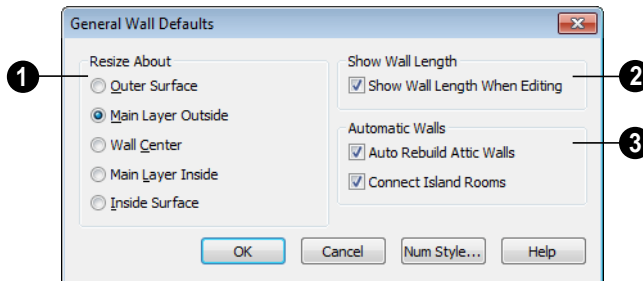 General Wall Defaults
Resize About
1
Outer Surface
Main Layer Outside
Wall Center
Main Layer Inside
Inside Surface
Show Wall Length
2
Show Wall Length When Editing
Automatic Walls
3
Auto Rebuild Attic Walls
Connect Island Rooms
OK
Cancel
Num Style...
Help